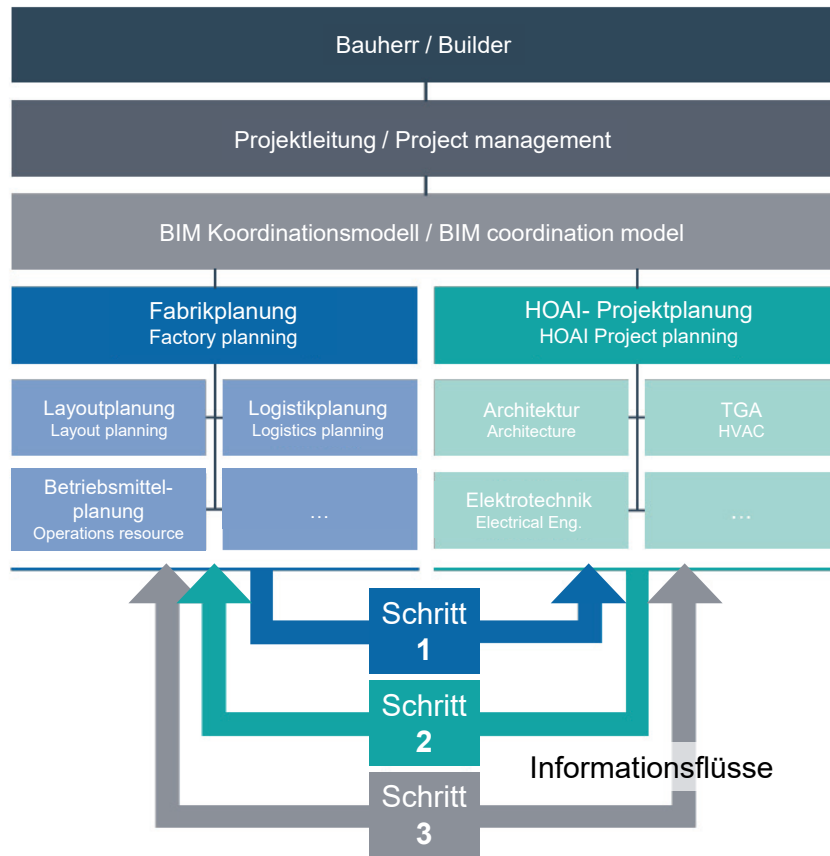 Bauherr / Builder
Projektleitung / Project management
BIM Koordinationsmodell / BIM coordination model
Fabrikplanung
Factory planning
HOAI- Projektplanung
HOAI Project planning
Layoutplanung
Layout planning
Logistikplanung
Logistics planning
Architektur
Architecture
TGA
HVAC
Betriebsmittel-
planung
Operations resource
...
Elektrotechnik
Electrical Eng.
...
Schritt
1
Schritt
2
Informationsflüsse
Schritt
3